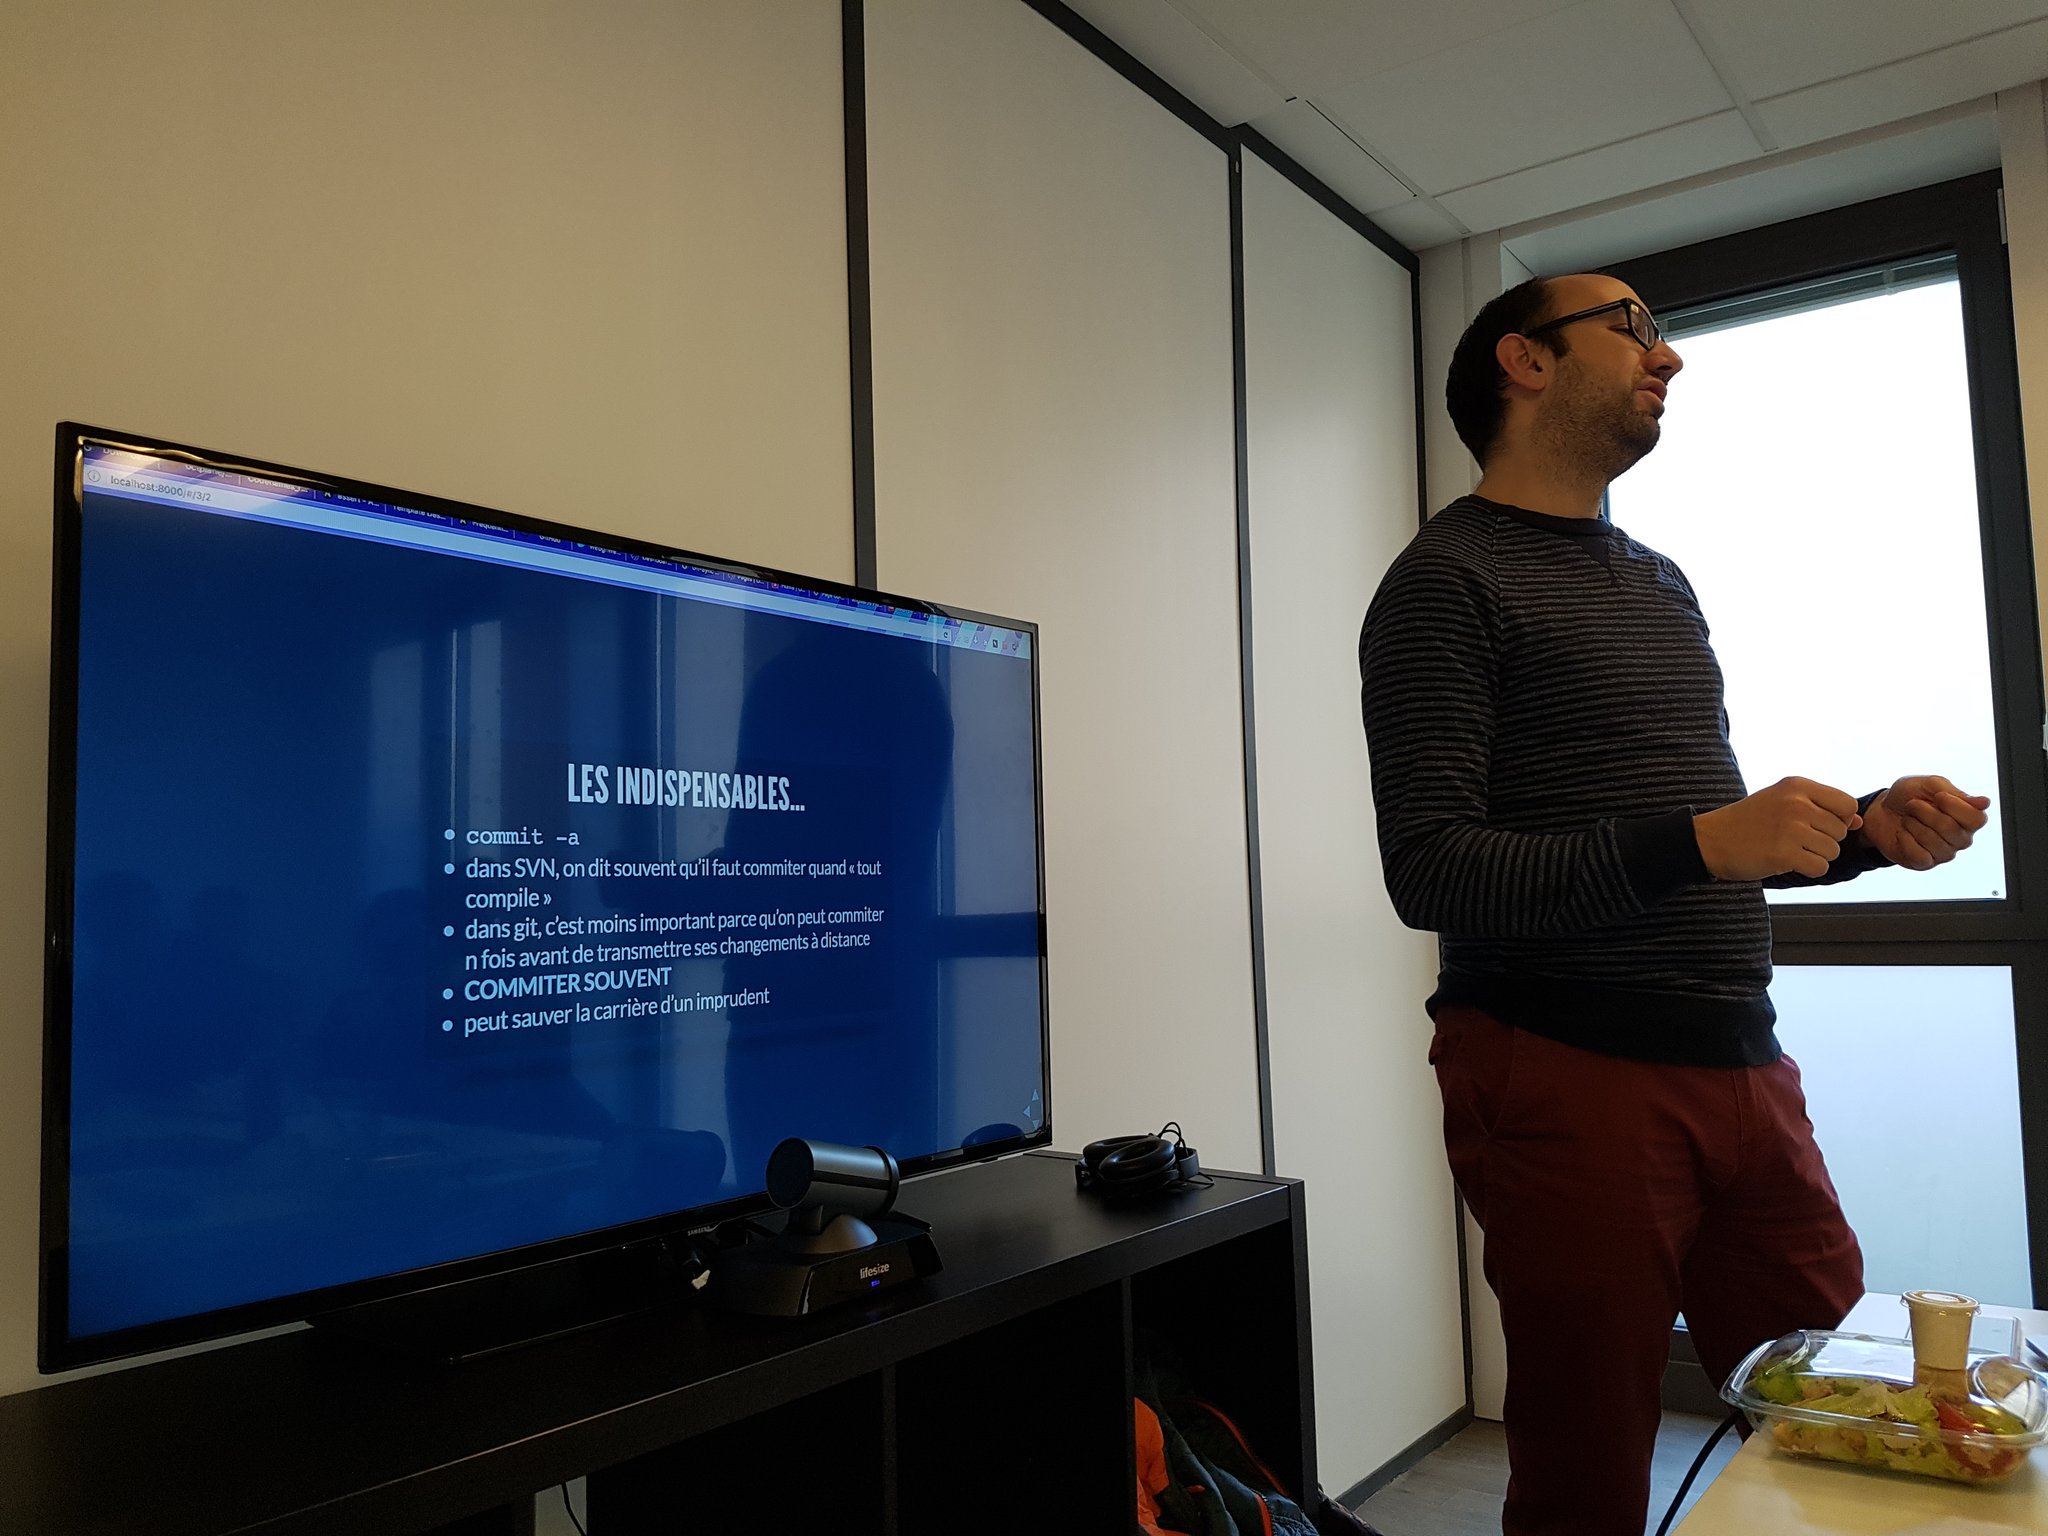 localhost:8000/#/3/2
GitHub
LES INDISPENSABLES...
commit -a
dans SVN, on dit souvent qu'il faut commiter quand « tout
compile »
dans git, c'est moins important parce qu'on peut commiter
n fois avant de transmettre ses changements à distance
COMMITER SOUVENT
peut sauver la carrière d'un imprudent
SAMSUNG
lifesize